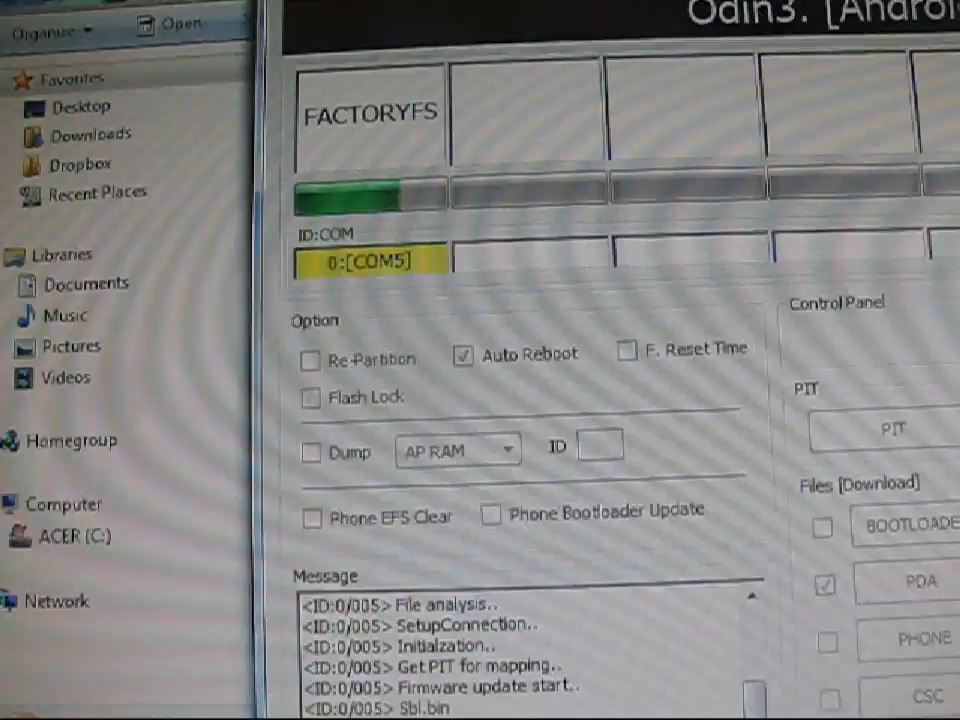 Organize Open
Favorites
Desktop
Downloads
Dropbox
Recent Places
Libraries
Documents
Music
Pictures
Videos
Homegroup
Computer
ACER (C:)
Network
Odin3. [Androi
FACTORYFS
ID:COM
0:[COM5]
Option
Re-Partition Auto Reboot F. Reset Time
Flash Lock
Dump AP RAM ID
Phone EFS Clear Phone Bootloader Update
Message
<ID:0/005> File analysis..
<ID:0/005> SetupConnection..
<ID:0/005> Initialzation..
<ID:0/005> Get PIT for mapping..
<ID:0/005> Firmware update start..
<ID:0/005> Sbl.bin
Control Panel
PIT
PIT
Files [Download]
BOOTLOADE
PDA
PHONE
CSC